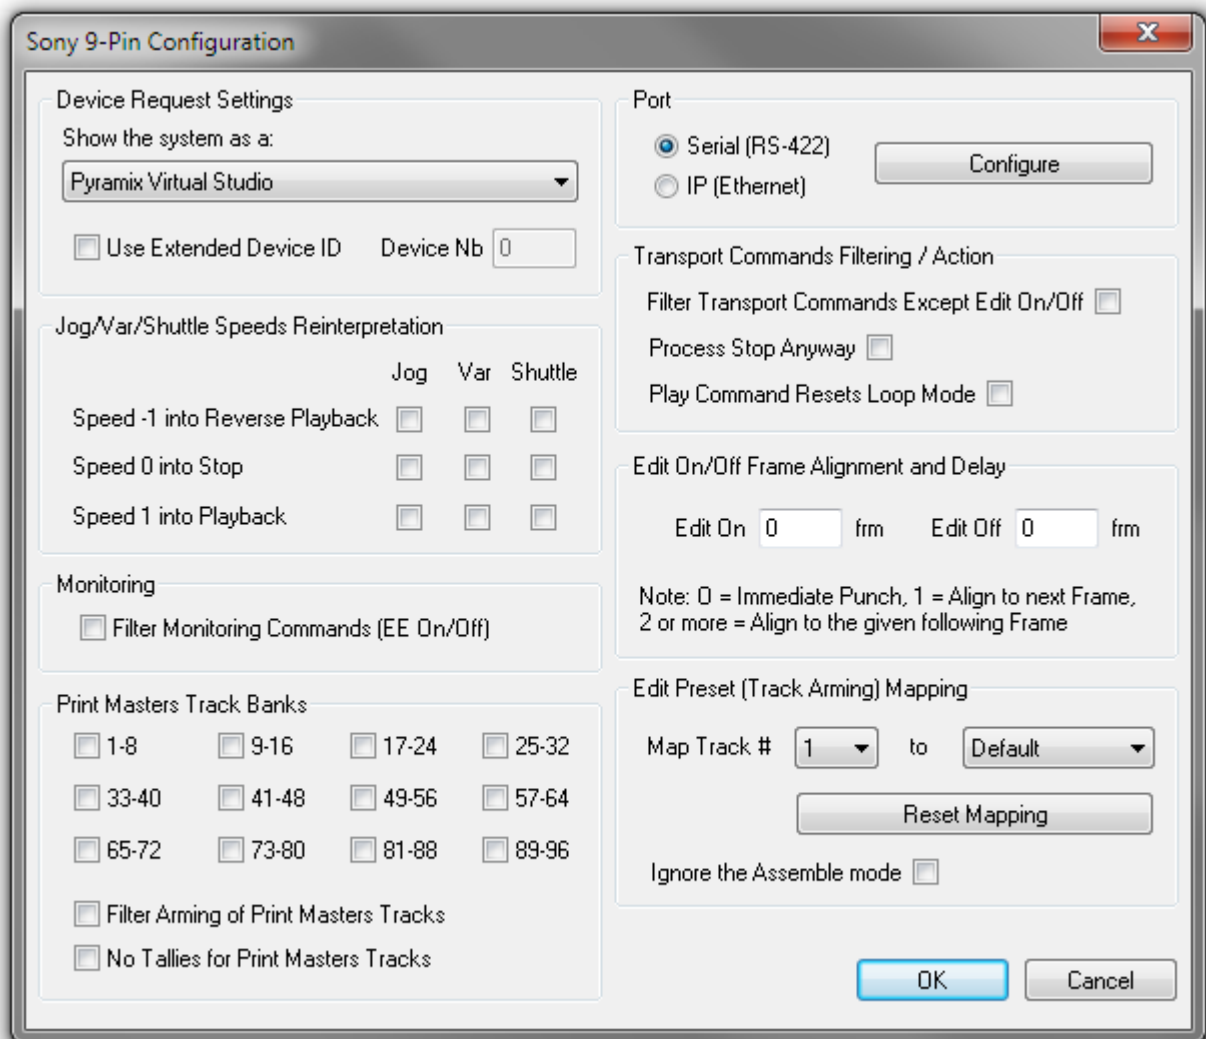 Sony 9-Pin Configuration
Device Request Settings
Show the system as a:
Pyramix Virtual Studio
Use Extended Device ID Device Nb 0
Jog/Var/Shuttle Speeds Reinterpretation
Jog Var Shuttle
Speed -1 into Reverse Playback
Speed 0 into Stop
Speed 1 into Playback
Monitoring
Filter Monitoring Commands (EE On/Off)
Print Masters Track Banks
1-8 9-16 17-24 25-32
33-40 41-48 49-56 57-64
65-72 73-80 81-88 89-96
Filter Arming of Print Masters Tracks
No Tallies for Print Masters Tracks
Port
Serial (RS-422)
IP (Ethernet)
Configure
Transport Commands Filtering / Action
Filter Transport Commands Except Edit On/Off
Process Stop Anyway
Play Command Resets Loop Mode
Edit On/Off Frame Alignment and Delay
Edit On 0 frm Edit Off 0 frm
Note: 0 = Immediate Punch, 1 = Align to next Frame,
2 or more = Align to the given following Frame
Edit Preset (Track Arming) Mapping
Map Track # 1 to Default
Reset Mapping
Ignore the Assemble mode
OK Cancel